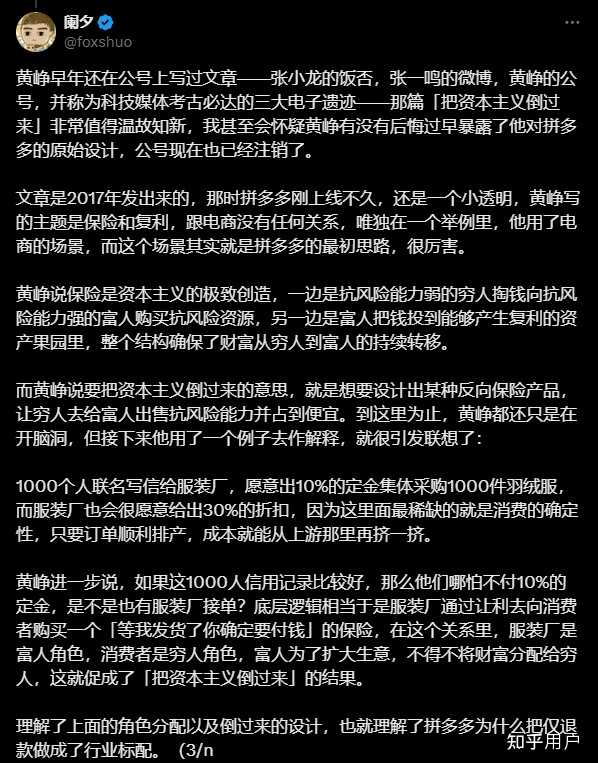 阑夕
@foxshuo
黄峥早年还在公号上写过文章——张小龙的饭否，张一鸣的微博，黄峥的公
号，并称为科技媒体考古必达的三大电子遗迹——那篇「把资本主义倒过
来」非常值得温故知新，我甚至会怀疑黄峥有没有后悔过早暴露了他对拼多
多的原始设计，公号现在也已经注销了。
文章是2017年发出来的，那时拼多多刚上线不久，还是一个小透明，黄峥写
的主题是保险和复利，跟电商没有任何关系，唯独在一个举例里，他用了电
商的场景，而这个场景其实就是拼多多的最初思路，很厉害。
黄峥说保险是资本主义的极致创造，一边是抗风险能力弱的穷人掏钱向抗风
险能力强的富人购买抗风险资源，另一边是富人把钱投到能够产生复利的资
产果园里，整个结构确保了财富从穷人到富人的持续转移。
而黄峥说要把资本主义倒过来的意思，就是想要设计出某种反向保险产品，
让穷人去给富人出售抗风险能力并占到便宜。到这里为止，黄峥都还只是在
开脑洞，但接下来他用了一个例子去作解释，就很引发联想了：
1000个人联名写信给服装厂，愿意出10%的定金集体采购1000件羽绒服，
而服装厂也会很愿意给出30%的折扣，因为这里面最稀缺的就是消费的确定
性，只要订单顺利排产，成本就能从上游那里再挤一挤。
黄峥进一步说，如果这1000人信用记录比较好，那么他们哪怕不付10%的
定金，是不是也有服装厂接单？底层逻辑相当于是服装厂通过让利去向消费
者购买一个「等我发货了你确定要付钱」的保险，在这个关系里，服装厂是
富人角色，消费者是穷人角色，富人为了扩大生意，不得不将财富分配给穷
人，这就促成了「把资本主义倒过来」的结果。
理解了上面的角色分配以及倒过来的设计，也就理解了拼多多为什么把仅退
款做成了行业标配。（3/n
知乎用户